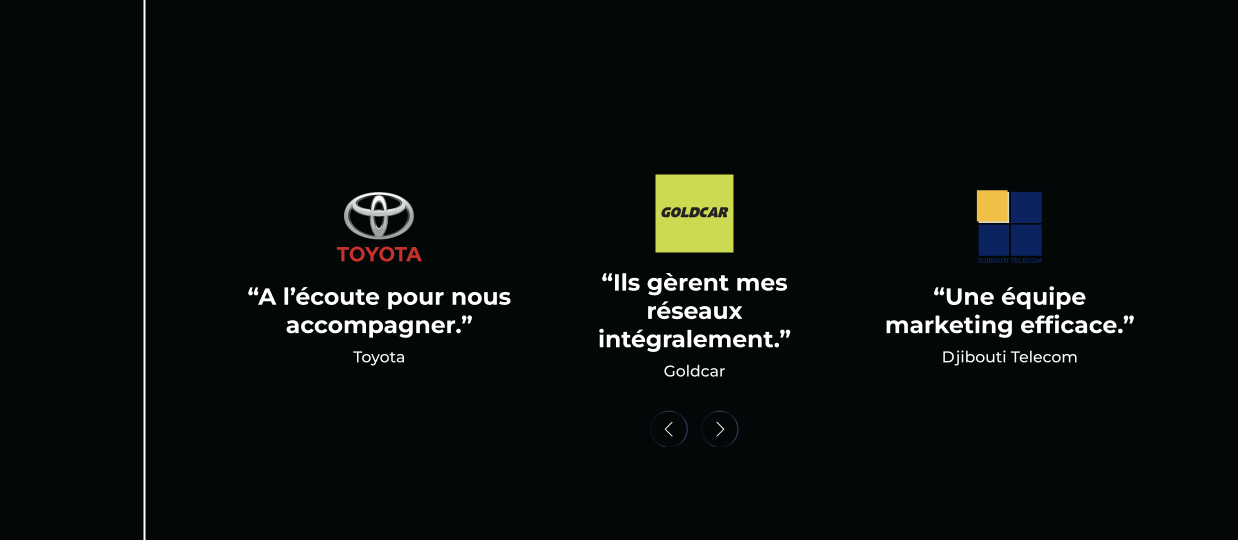 TOYOTA
“A l’écoute pour nous
accompagner.”
Toyota
GOLDCAR
“Ils gèrent mes
réseaux
intégralement.”
Goldcar
DJIBOUTI TELECOM
“Une équipe
marketing efficace.”
Djibouti Telecom